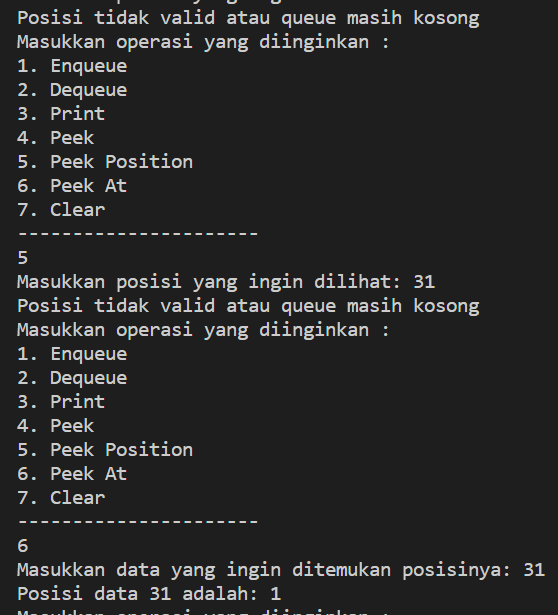 Posisi tidak valid atau queue masih kosong
Masukkan operasi yang diinginkan :
1. Enqueue
2. Dequeue
3. Print
4. Peek
5. Peek Position
6. Peek At
7. Clear
----------------------
5
Masukkan posisi yang ingin dilihat: 31
Posisi tidak valid atau queue masih kosong
Masukkan operasi yang diinginkan :
1. Enqueue
2. Dequeue
3. Print
4. Peek
5. Peek Position
6. Peek At
7. Clear
----------------------
6
Masukkan data yang ingin ditemukan posisinya: 31
Posisi data 31 adalah: 1